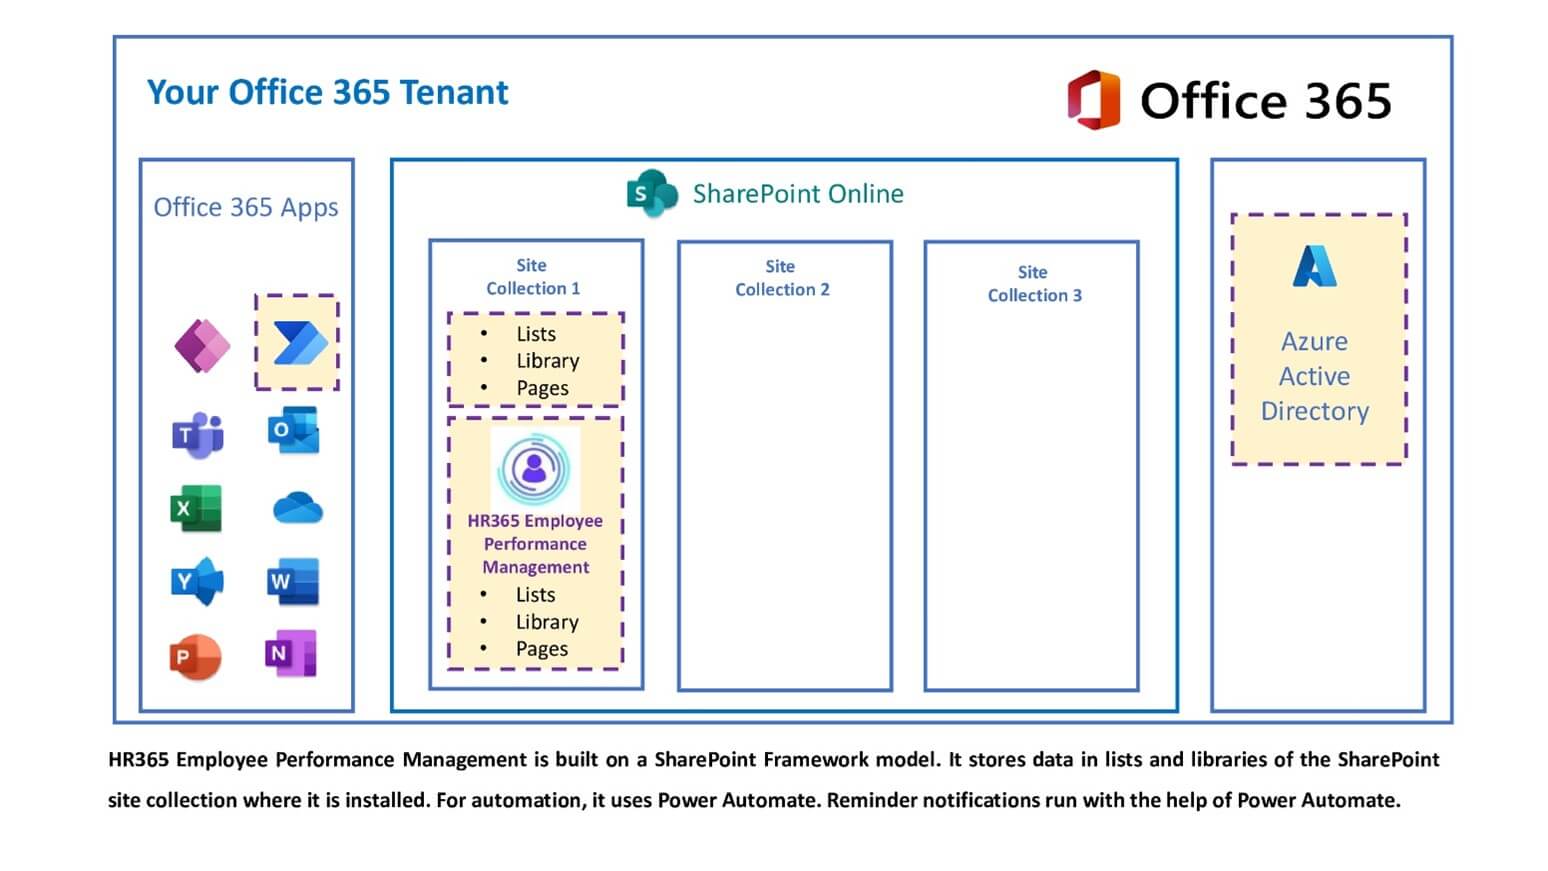 Your Office 365 Tenant
Office 365
Office 365 Apps
T
O
X
Y
W
P
N
S SharePoint Online
Site
Collection 1
• Lists
• Library
• Pages
HR365 Employee
Performance
Management
• Lists
• Library
• Pages
Site
Collection 2
Site
Collection 3
Azure
Active
Directory
HR365 Employee Performance Management is built on a SharePoint Framework model. It stores data in lists and libraries of the SharePoint
site collection where it is installed. For automation, it uses Power Automate. Reminder notifications run with the help of Power Automate.